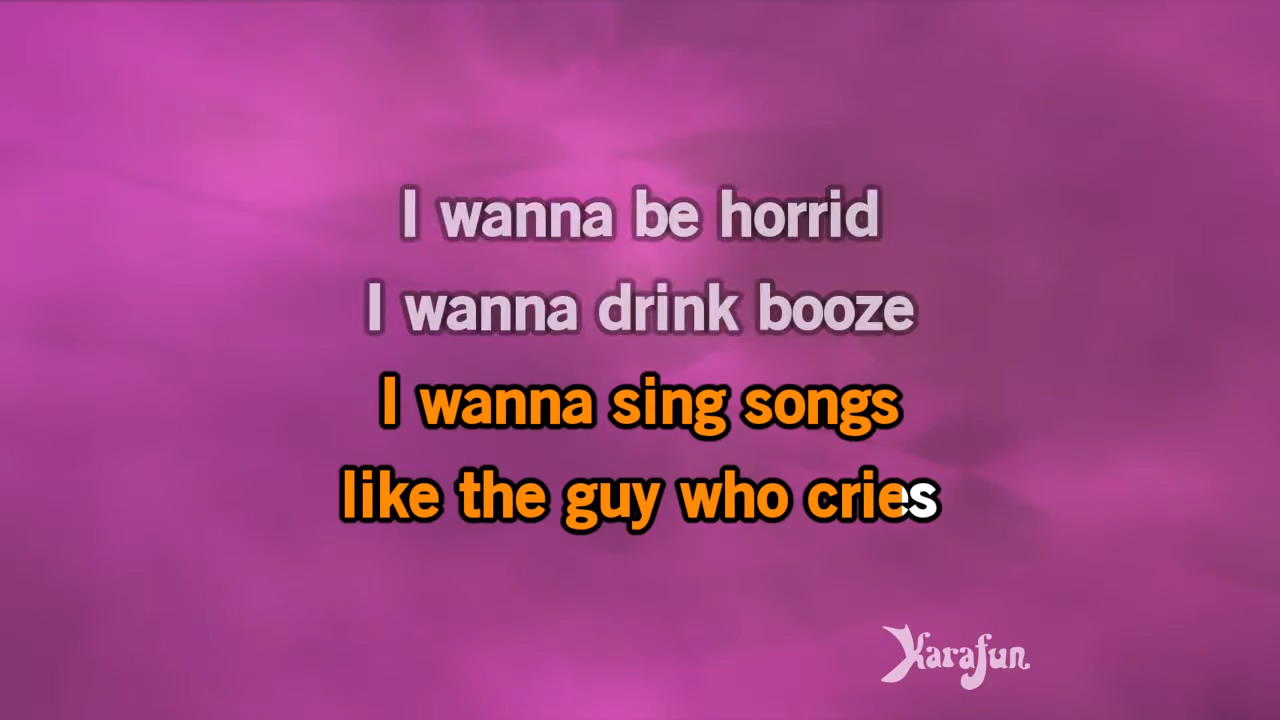 I wanna be horrid
I wanna drink booze
I wanna sing songs
like the guy who cries
Karafun